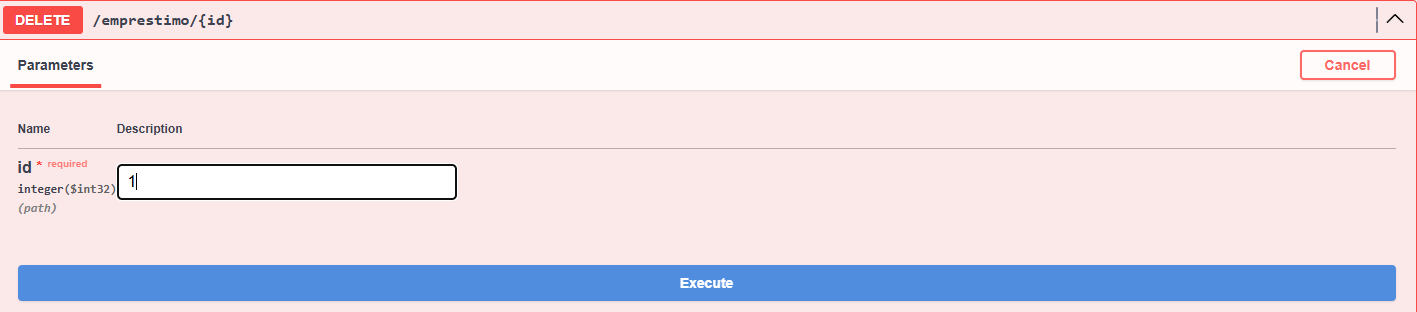 DELETE /emprestimo/{id}
Parameters
Cancel
Name Description
id * required
integer($int32)
(path)
1
Execute